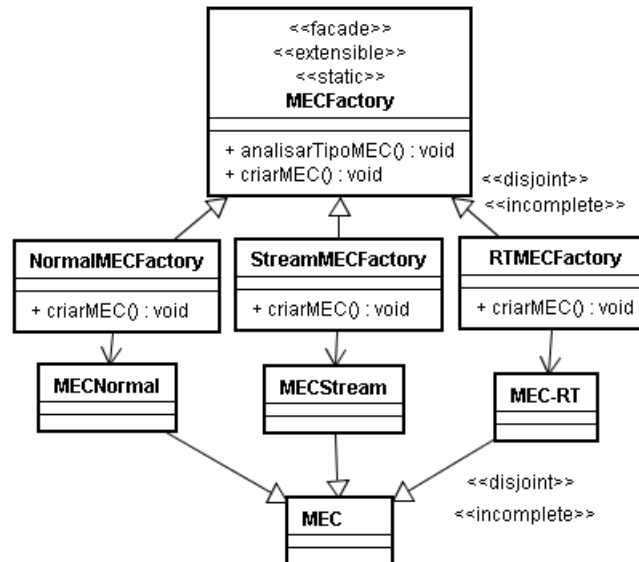 <<facade>>
<<extensible>>
<<static>>
MECFactory
+ analisarTipoMEC() : void
+ criarMEC() : void
<<disjoint>>
<<incomplete>>
NormalMECFactory
+ criarMEC() : void
StreamMECFactory
+ criarMEC() : void
RTMECFactory
+ criarMEC() : void
MECNormal
MECStream
MEC-RT
<<disjoint>>
<<incomplete>>
MEC